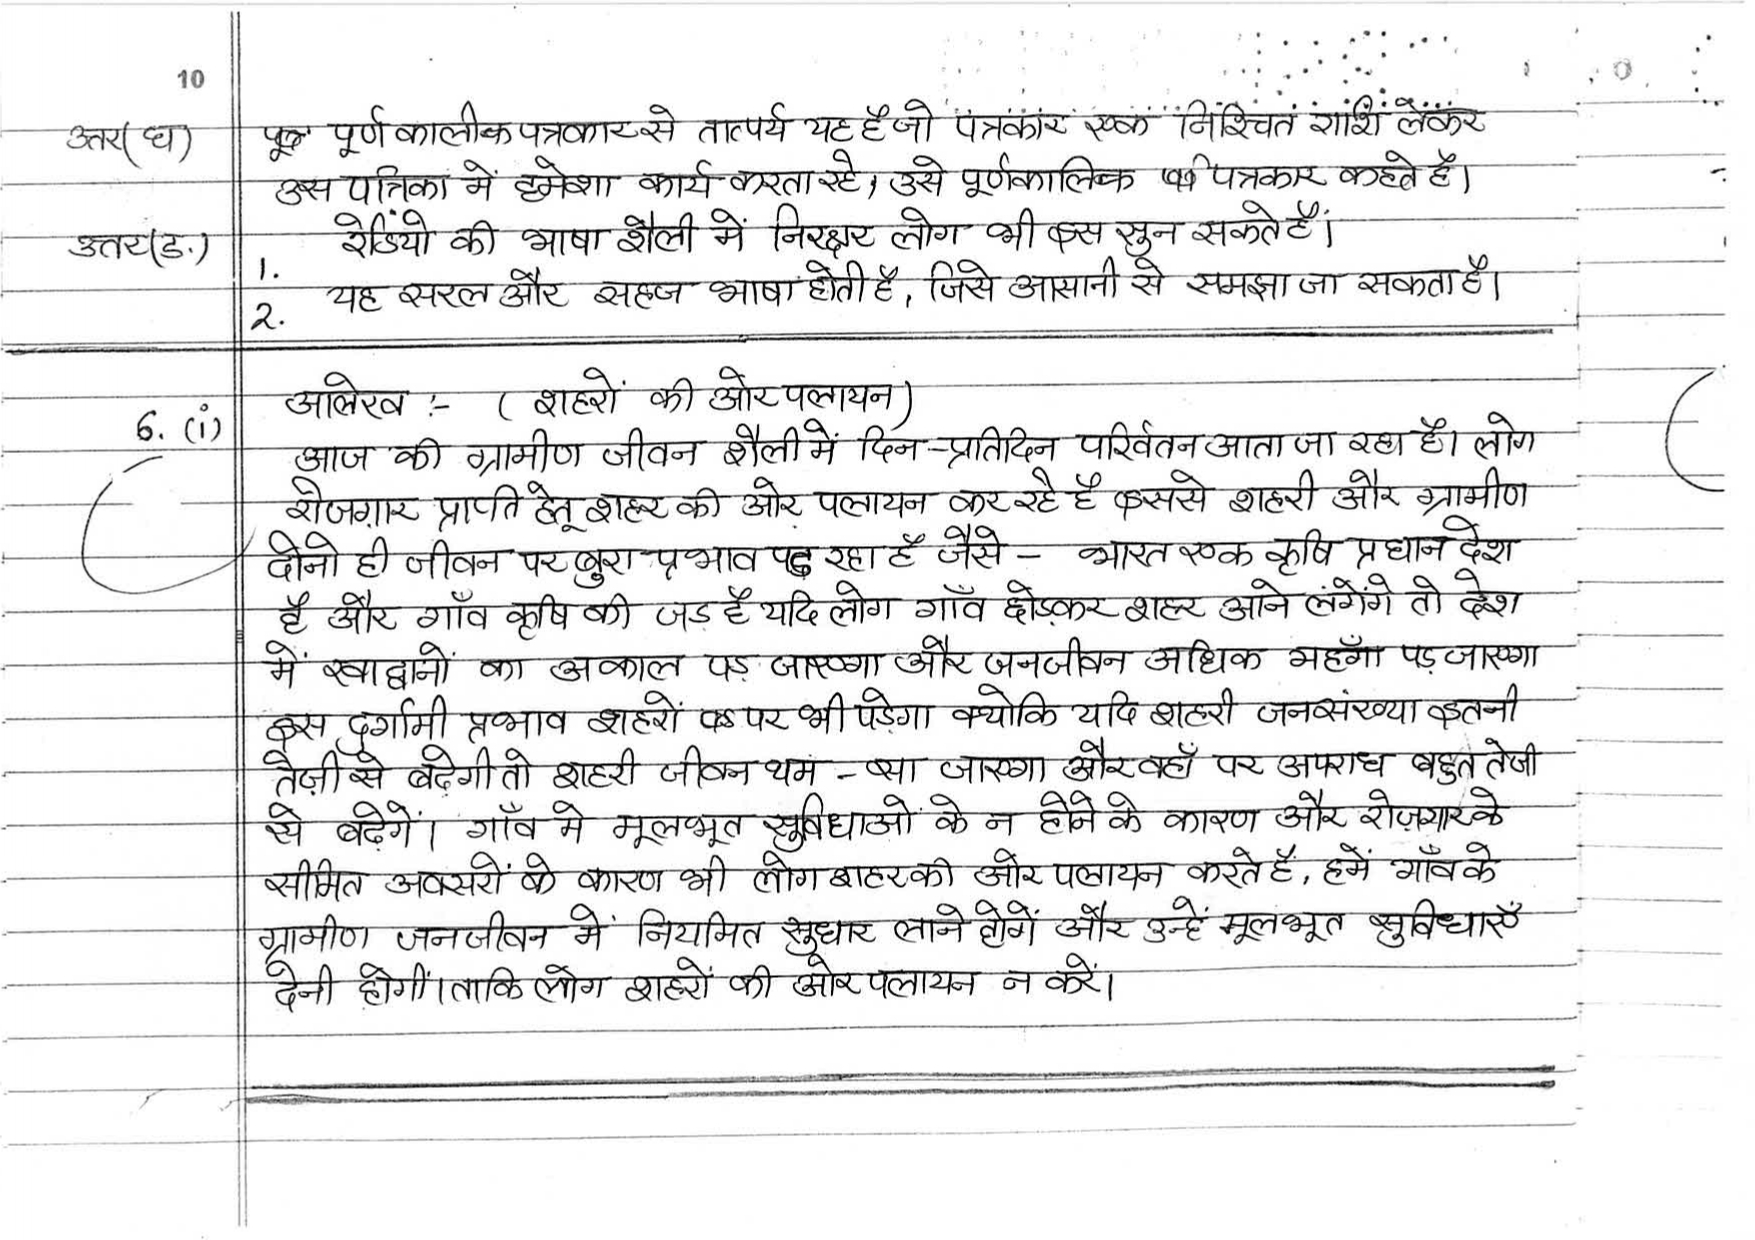 10
उत्तर(घ) पूर्ण कालीक पत्रकार से तात्पर्य यह है जो पत्रकार एक निश्चित राशि लेकर
उस पत्रिका में हमेशा कार्य करता रहे, उसे पूर्णकालिक पत्रकार कहते है।
उत्तर(ड.) 1. रेडियो की भाषा शैली में निरक्षर लोग भी इस सुन सकते हैं।
2. यह सरल और सहज भाषा होती है, जिसे आसानी से समझा जा सकता है।
6. (i) आलेख :- ( शहरों की ओर पलायन)
आज की ग्रामीण जीवन शैली में दिन-प्रतिदिन परिर्वतन आता जा रहा है। लोग
रोजग़ार प्राप्ति हेतू शहर की ओर पलायन कर रहे है इससे शहरी और ग्रामीण
दोनो ही जीवन पर बुरा प्रभाव पढ़ रहा है जैसे - भारत एक कृषि प्रधान देश
है और गाँव कृषि की जड़ है यदि लोग गाँव छोड़कर शहर आने लंगेंगे तो देश
में खाद्यानों का अकाल पड़ जाएगा और जनजीवन अधिक महँगा पड़ जाएगा
इस दुर्गामी प्रभाव शहरों पर भी पड़ेगा क्योकि यदि शहरी जनसंख्या इतनी
तेज़ी से बढ़ेगी तो शहरी जीवन थम - सा जाएगा और वहाँ पर अपराध बहुत तेजी
से बढ़ेगें। गाँव मे मूलभूत सुविधाओं के न होने के कारण और रोज़गार के
सीमित अवसरों के कारण भी लोग शहर की ओर पलायन करते है, हमें गाँव के
ग्रामीण जनजीवन में नियमित सुधार लाने होगें और उन्हें मूलभूत सुविधाएँ
देनी होगीं। ताकि लोग शहरों की ओर पलायन न करें।